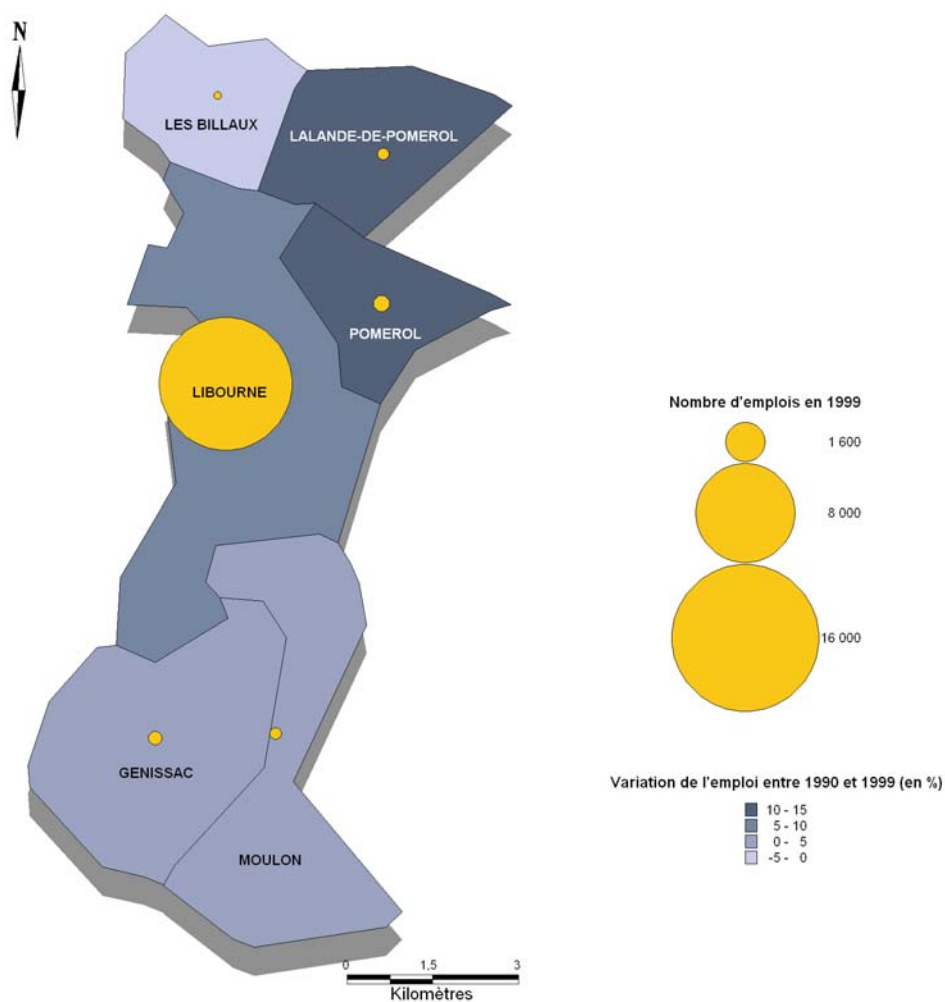 N
LES BILLAUX
LALANDE-DE-POMEROL
POMEROL
LIBOURNE
GENISSAC
MOULON
Nombre d'emplois en 1999
1 600
8 000
16 000
Variation de l'emploi entre 1990 et 1999 (en %)
10 - 15
5 - 10
0 - 5
-5 - 0
0 1,5 3
Kilomètres